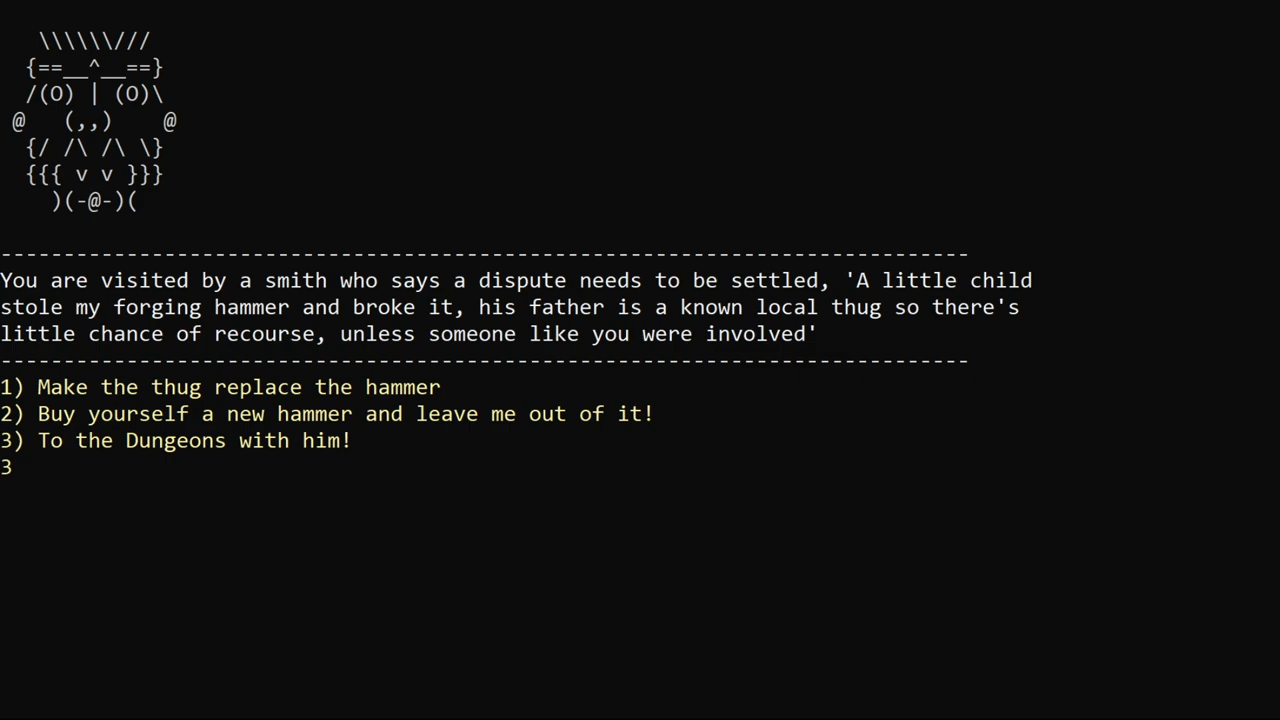 \\\\\\///
{==__^__==}
/(O) | (O)\
@   (,,)    @
{/ /\ /\ \}
{{{ v v }}}
)(-@-)(
-----------------------------------------------------------------------------
You are visited by a smith who says a dispute needs to be settled, 'A little child
stole my forging hammer and broke it, his father is a known local thug so there's
little chance of recourse, unless someone like you were involved'
-----------------------------------------------------------------------------
1) Make the thug replace the hammer
2) Buy yourself a new hammer and leave me out of it!
3) To the Dungeons with him!
3